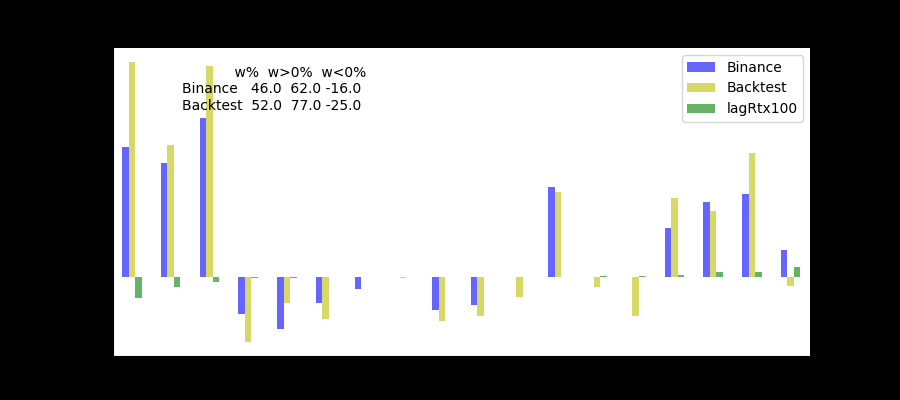 w% w>0% w<0%
Binance 46.0 62.0 -16.0
Backtest 52.0 77.0 -25.0
Binance
Backtest
lagRtx100